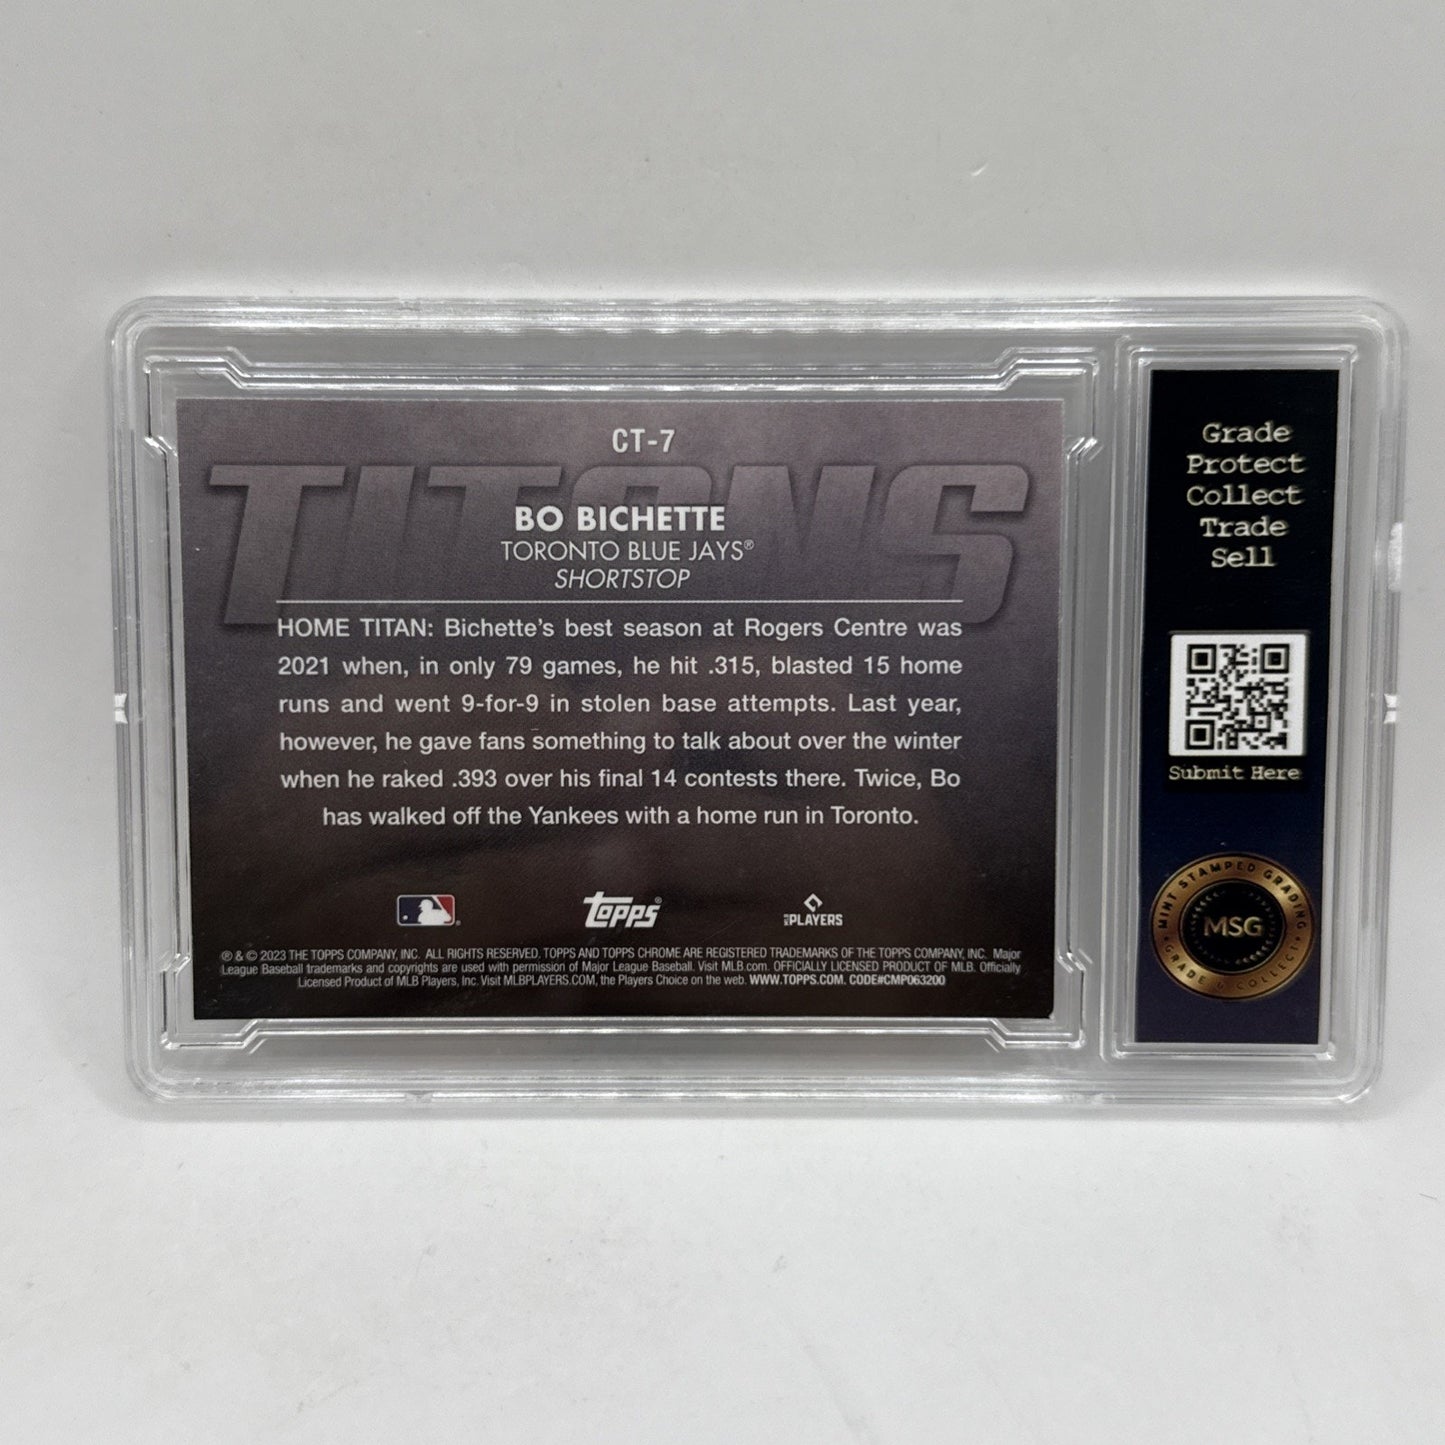 CT-7
TITANS
BO BICHETTE
TORONTO BLUE JAYS®
SHORTSTOP
HOME TITAN: Bichette's best season at Rogers Centre was
2021 when, in only 79 games, he hit .315, blasted 15 home
runs and went 9-for-9 in stolen base attempts. Last year,
however, he gave fans something to talk about over the winter
when he raked .393 over his final 14 contests there. Twice, Bo
has walked off the Yankees with a home run in Toronto.
topps®
PLAYERS
® & © 2023 THE TOPPS COMPANY, INC. ALL RIGHTS RESERVED. TOPPS AND TOPPS CHROME ARE REGISTERED TRADEMARKS OF THE TOPPS COMPANY, INC. Major
League Baseball trademarks and copyrights are used with permission of Major League Baseball. Visit MLB.com. OFFICIALLY LICENSED PRODUCT OF MLB. Officially
Licensed Product of MLB Players, Inc. Visit MLBPLAYERS.COM, the Players Choice on the web. WWW.TOPPS.COM. CODE#CMP063200
Grade
Protect
Collect
Trade
Sell
Submit Here
MINT STAMPED GRADING
MSG
GRADE & COLLECT